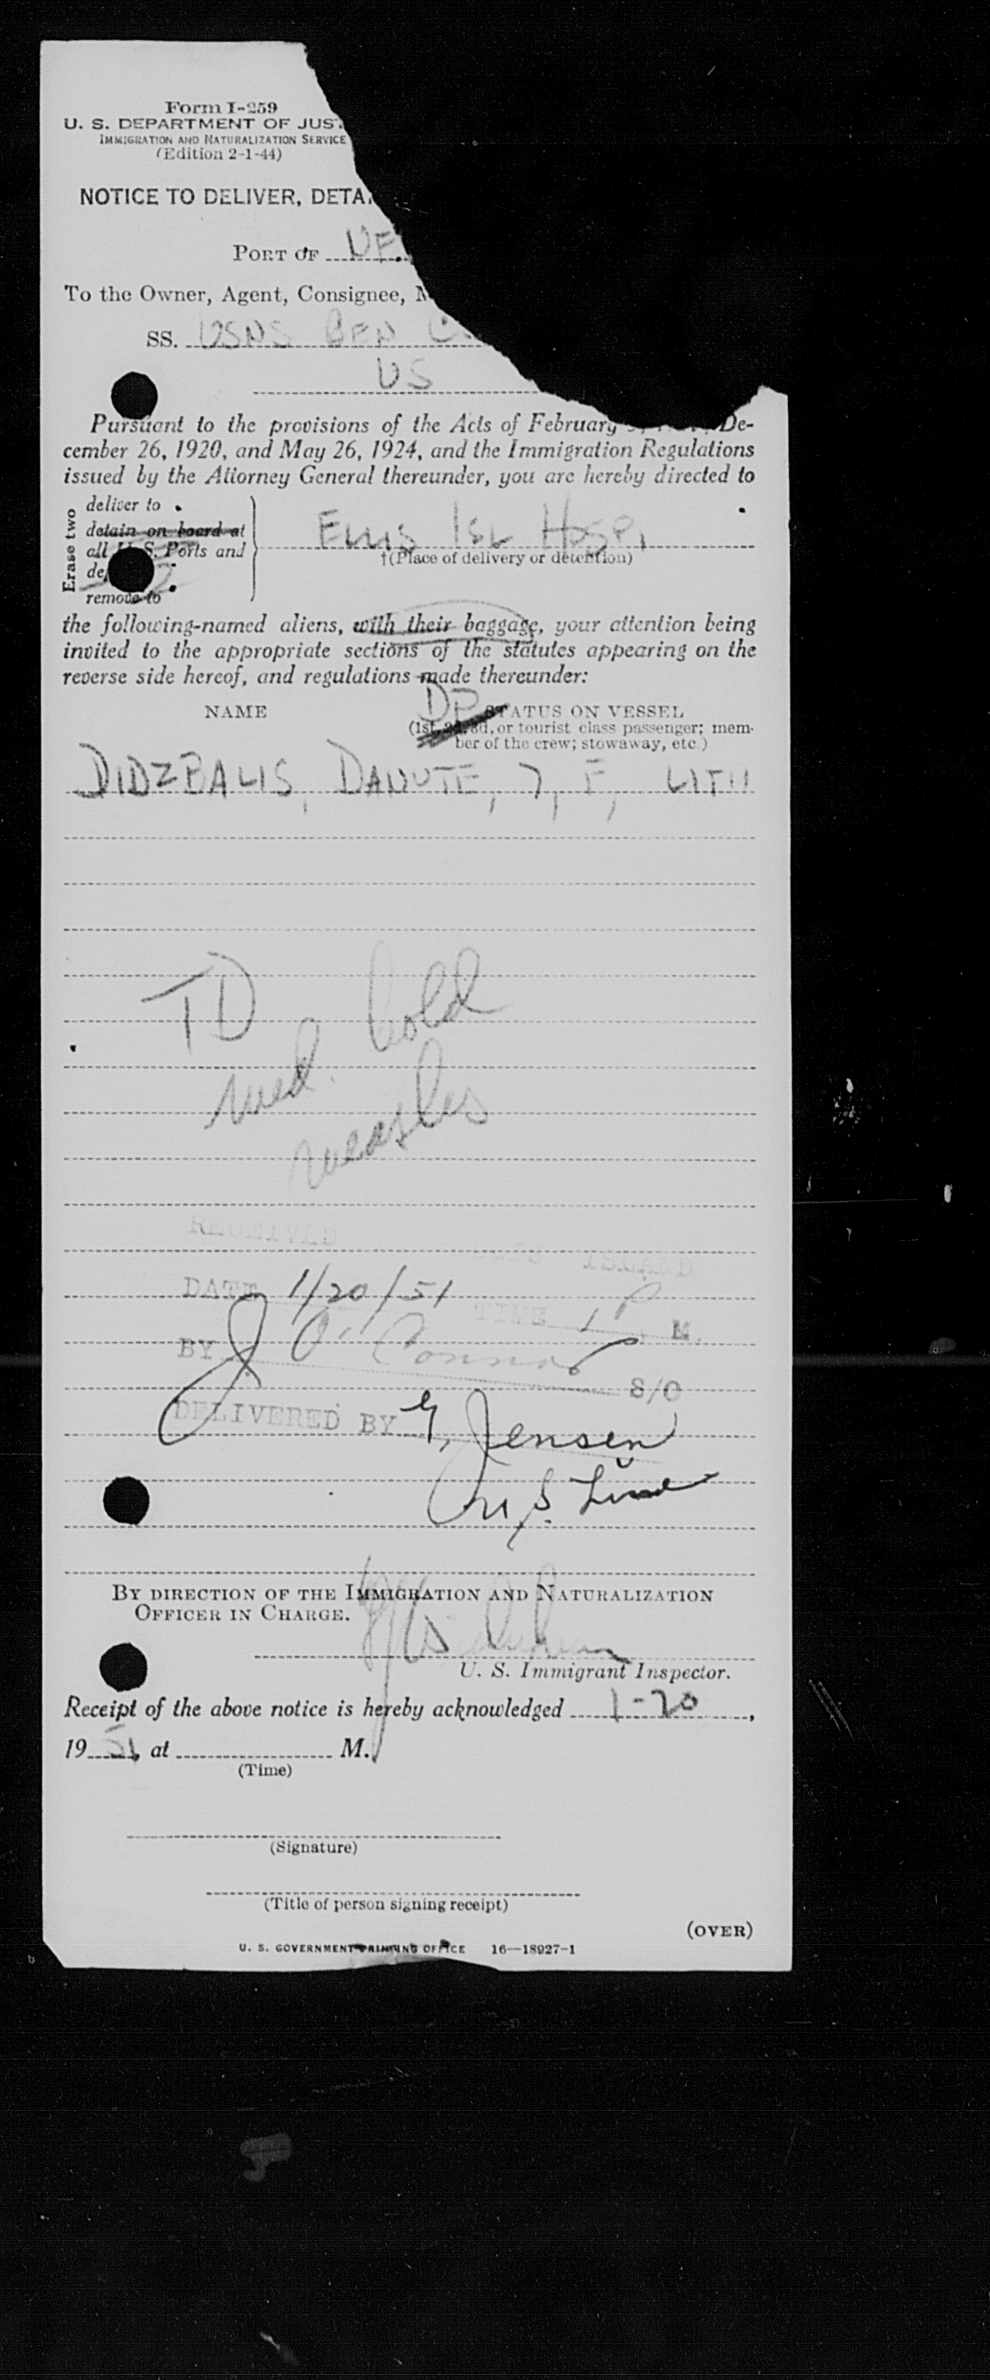 Form I-259
U. S. DEPARTMENT OF JUST
IMMIGRATION AND NATURALIZATION SERVICE
(Edition 2-1-44)
NOTICE TO DELIVER, DETA
PORT OF
To the Owner, Agent, Consignee,
SS. USNS BEN C.
US
Pursuant to the provisions of the Acts of February De-
cember 26, 1920, and May 26, 1924, and the Immigration Regulations
issued by the Attorney General thereunder, you are hereby directed to
Erase two
deliver to
detain on board at
all U. S. Ports and
remove to
ELLIS ISL HOSP.
†(Place of delivery or detention)
the following-named aliens, with their baggage, your attention being
invited to the appropriate sections of the statutes appearing on the
reverse side hereof, and regulations made thereunder:
DP
NAME STATUS ON VESSEL
(1st, 2d, 3d, or tourist class passenger; mem-
ber of the crew; stowaway, etc.)
DIDZBALIS, DANUTE, 7, F, LITH
TD
med. hold
measles
RECEIVED ISLAND
DATE 1/20/51 TIME 1 P M.
BY J. O'Connor
S/O
DELIVERED BY G. Jensen
U.S. Line
BY DIRECTION OF THE IMMIGRATION AND NATURALIZATION
OFFICER IN CHARGE.
U. S. Immigrant Inspector.
Receipt of the above notice is hereby acknowledged 1-20,
19 51, at M.
(Time)
(Signature)
(Title of person signing receipt)
(OVER)
U. S. GOVERNMENT PRINTING OFFICE 16—18927-1